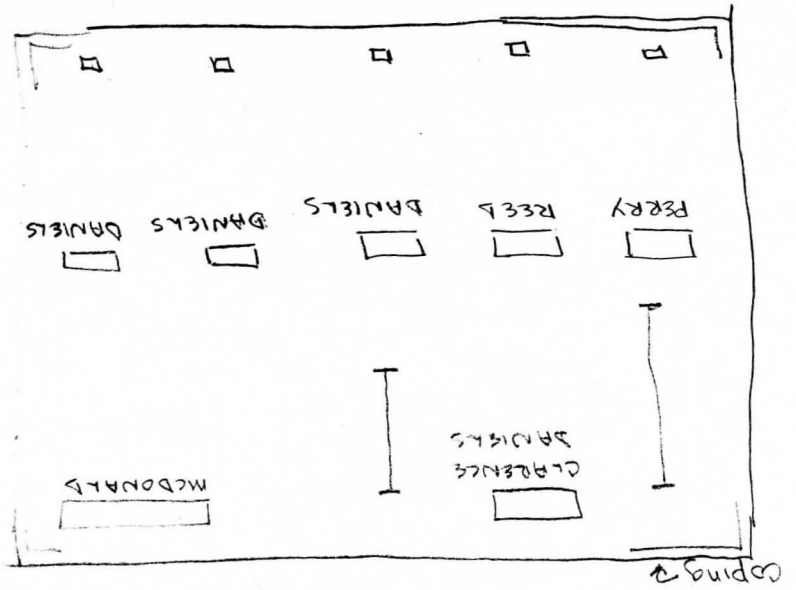 coping
CLARENCE
DANIELS
MCDONALD
PERRY
REED
DANIELS
DANIELS
DANIELS